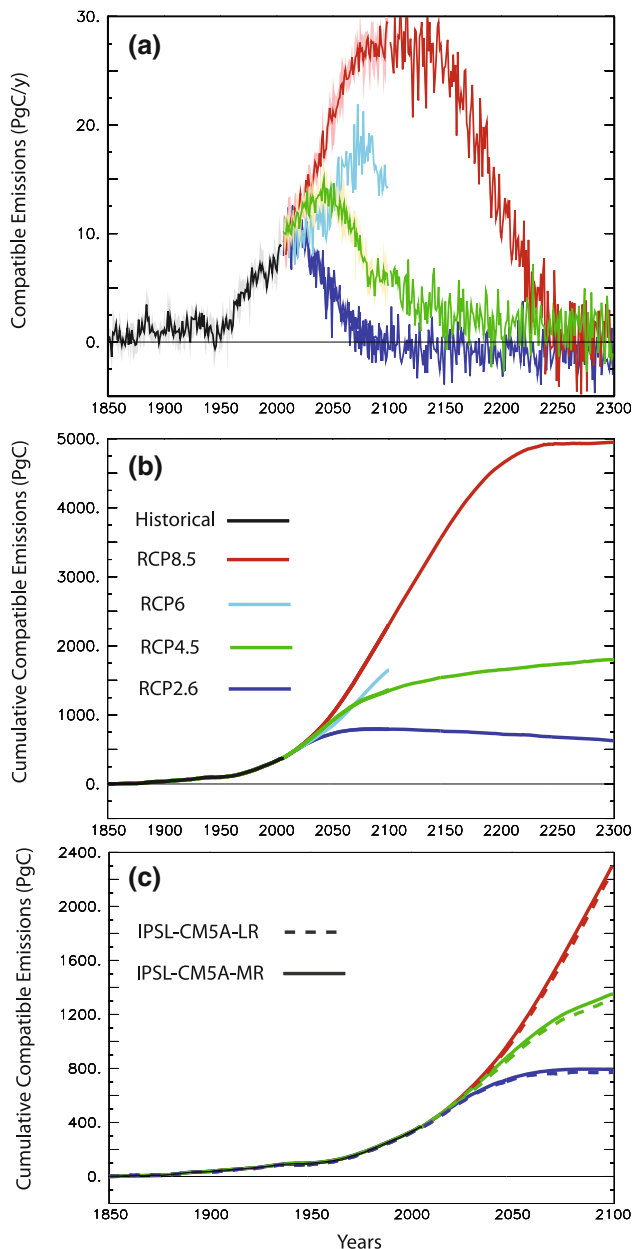 (a)
Compatible Emissions (PgC/y)
30.
20.
10.
0.
1850 1900 1950 2000 2050 2100 2150 2200 2250 2300
(b)
Cumulative Compatible Emissions (PgC)
5000.
4000.
3000.
2000.
1000.
0.
Historical
RCP8.5
RCP6
RCP4.5
RCP2.6
1850 1900 1950 2000 2050 2100 2150 2200 2250 2300
(c)
Cumulative Compatible Emissions (PgC)
2400.
2000.
1600.
1200.
800.
400.
0.
IPSL-CM5A-LR
IPSL-CM5A-MR
1850 1900 1950 2000 2050 2100
Years